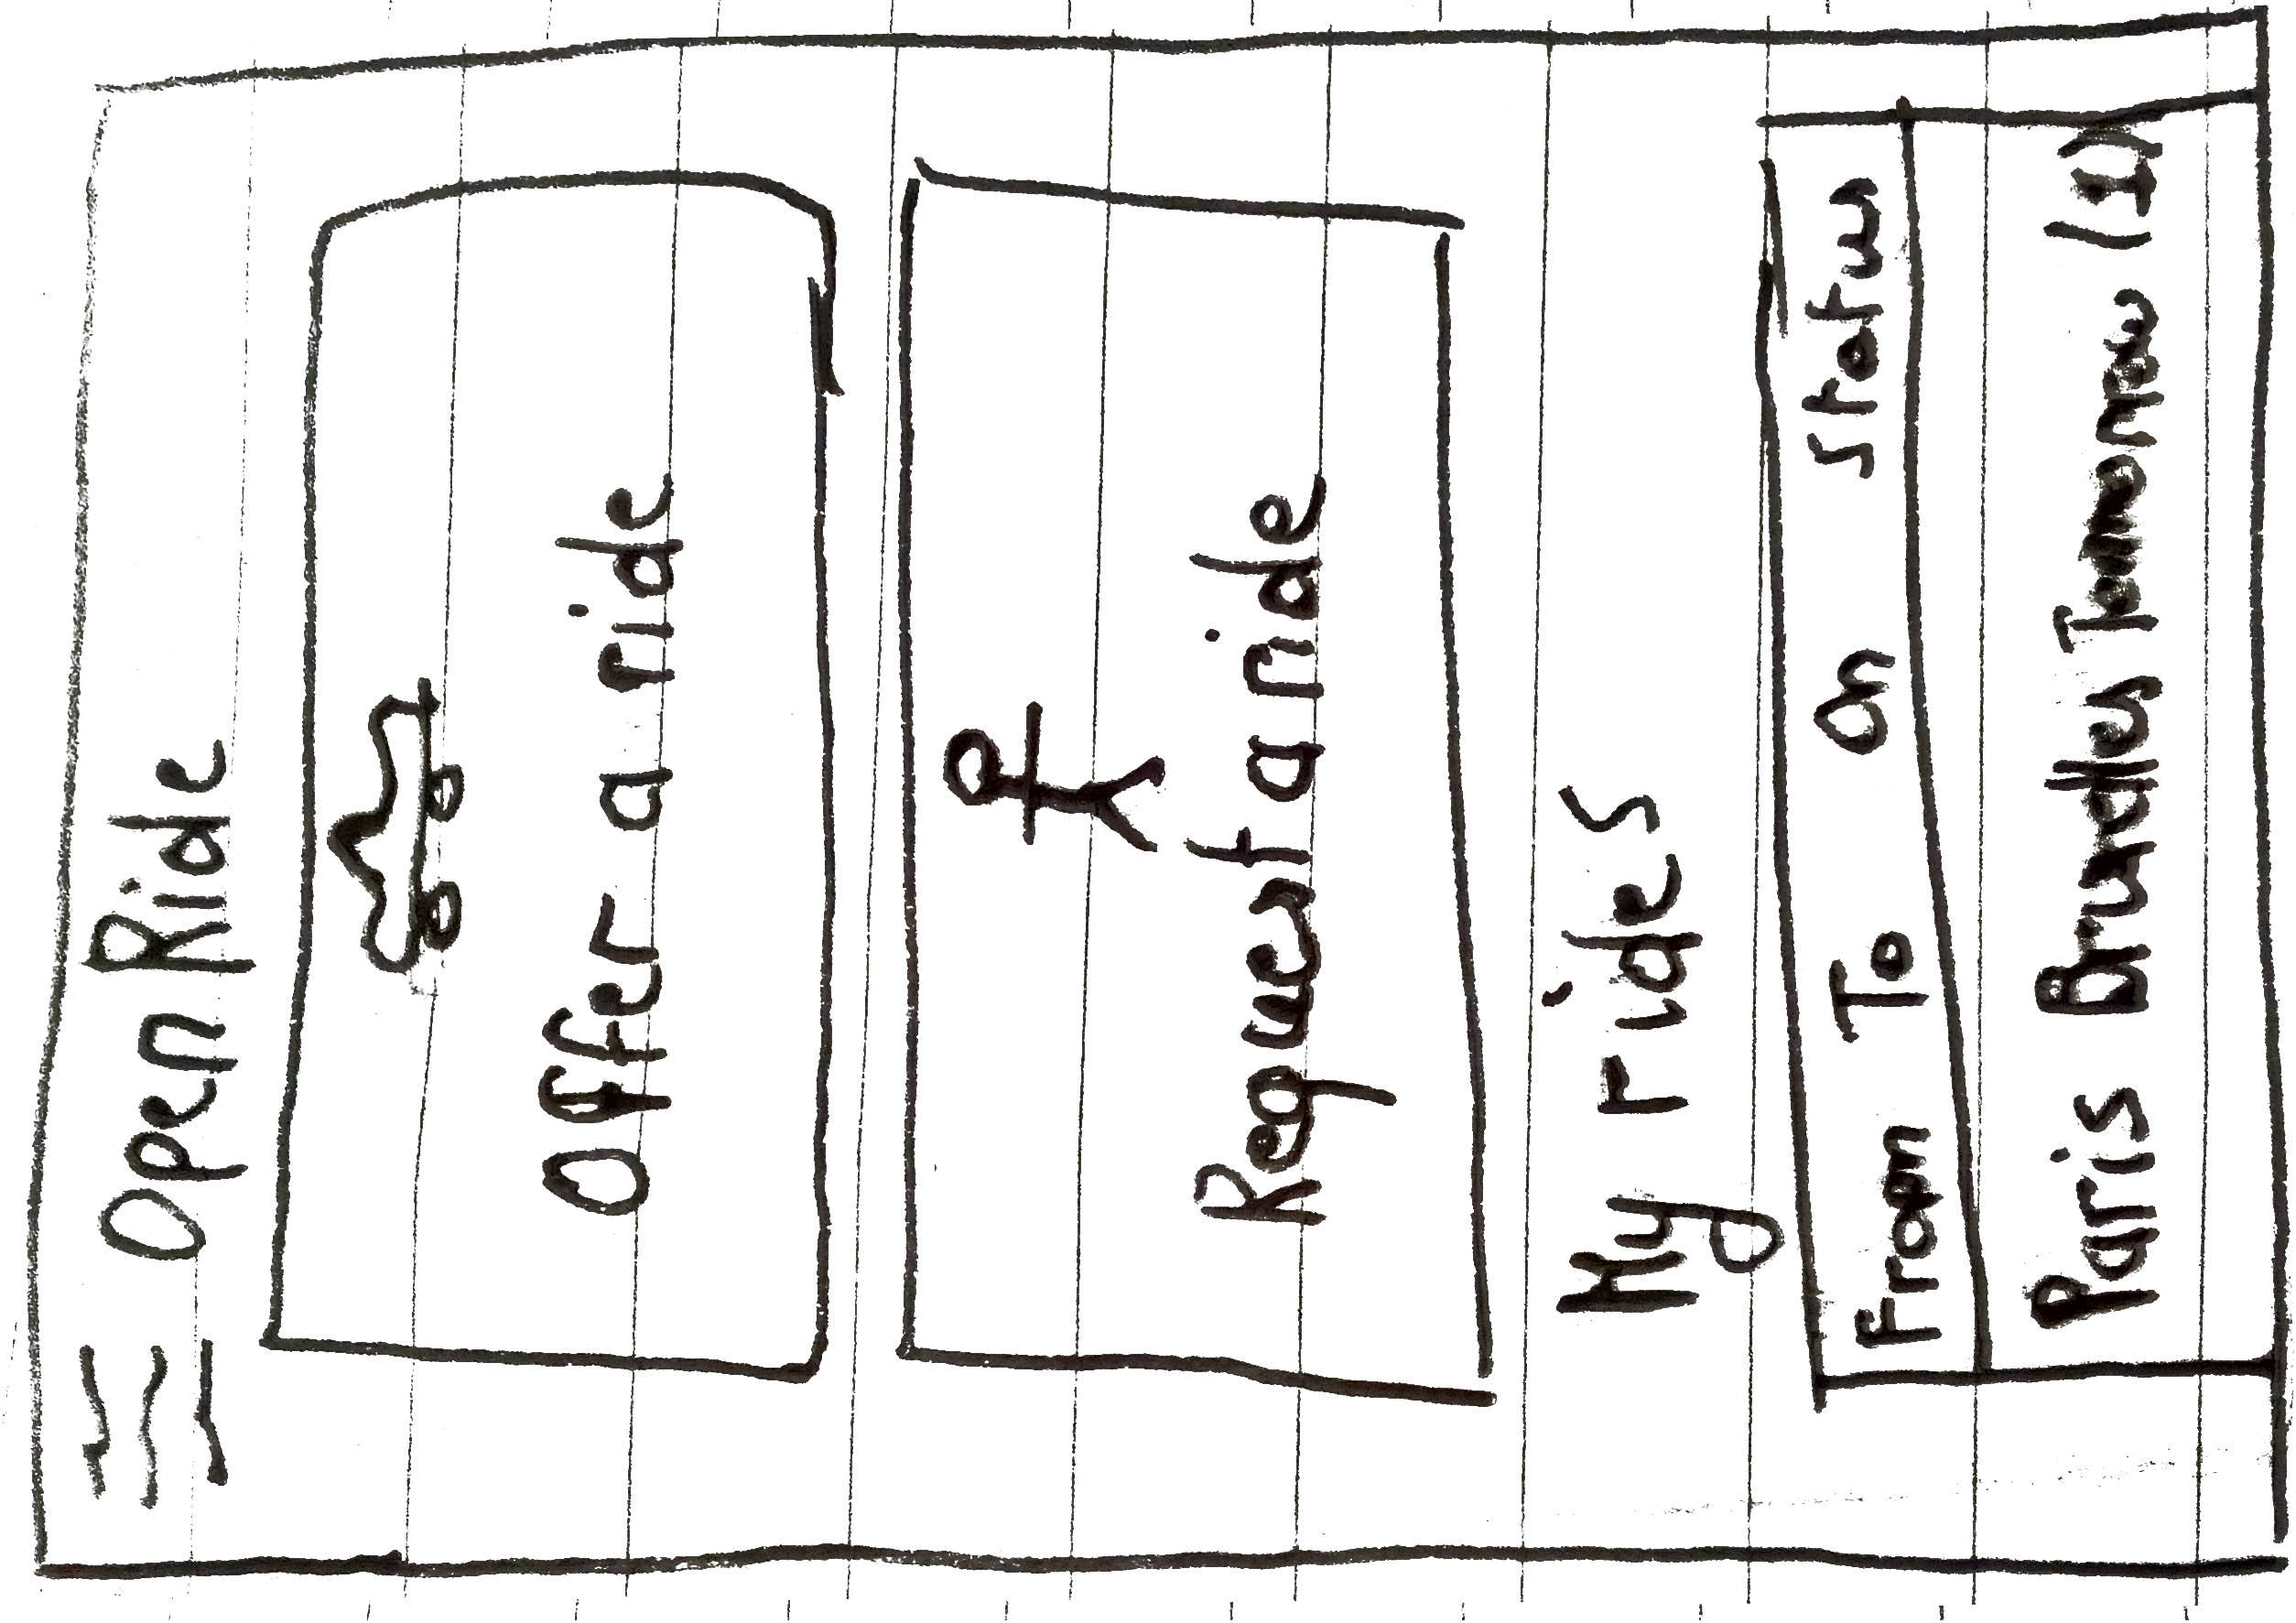 Open Ride
Offer a ride
Request a ride
My rides
From To On Status
Paris Bruxelles Tomorrow (1)